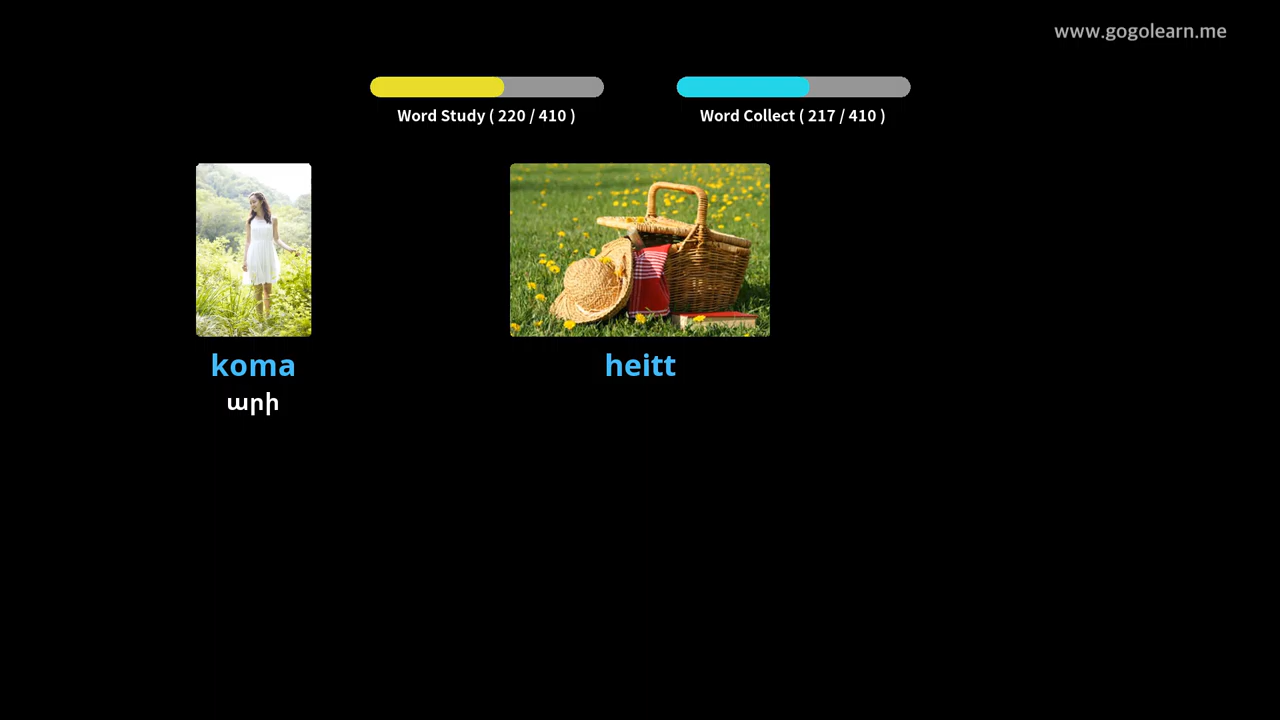 www.gogolearn.me
Word Study ( 220 / 410 )
Word Collect ( 217 / 410 )
koma
heitt
արի